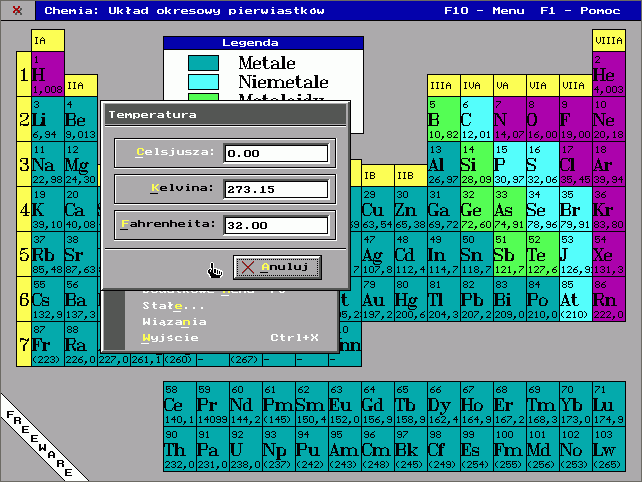 Chemia: Układ okresowy pierwiastków F10 - Menu F1 - Pomoc
Legenda
Metale
Niemetale
Metaloidy
IA VIIIA
1 1 H 1,008 2 He 4,003
IIA IIIA IVA VA VIA VIIA
2 3 Li 6,94 4 Be 9,013 5 B 10,82 6 C 12,01 7 N 14,07 8 O 16,00 9 F 19,00 10 Ne 20,18
3 11 Na 22,98 12 Mg 24,30 IB IIB 13 Al 26,97 14 Si 28,09 15 P 30,97 16 S 32,06 17 Cl 35,45 18 Ar 39,94
4 19 K 39,10 20 Ca 40,08 29 Cu 63,54 30 Zn 65,38 31 Ga 69,72 32 Ge 72,60 33 As 74,91 34 Se 78,96 35 Br 79,91 36 Kr 83,80
5 37 Rb 85,48 38 Sr 87,63 47 Ag 107,8 48 Cd 112,4 49 In 114,7 50 Sn 118,7 51 Sb 121,7 52 Te 127,6 53 J 126,9 54 Xe 131,3
6 55 Cs 132,9 56 Ba 137,3 79 Au 197,2 80 Hg 200,6 81 Tl 204,3 82 Pb 207,2 83 Bi 209,0 84 Po 210,0 85 At (210) 86 Rn 222,0
7 87 Fr (223) 88 Ra 226,0 227,0 261,1 (260) - (267) - -
Temperatura
Celsjusza: 0.00
Kelvina: 273.15
Fahrenheita: 32.00
Anuluj
Stałe...
Wiązania
Wyjście Ctrl+X
58 Ce 140,1 59 Pr 14099 60 Nd 144,2 61 Pm (145) 62 Sm 150,4 63 Eu 152,0 64 Gd 156,9 65 Tb 158,9 66 Dy 162,4 67 Ho 164,9 68 Er 167,2 69 Tm 168,3 70 Yb 173,0 71 Lu 174,9
90 Th 232,0 91 Pa 231,0 92 U 238,0 93 Np (237) 94 Pu (242) 95 Am (243) 96 Cm (248) 97 Bk (245) 98 Cf (251) 99 Es (254) 100 Fm (253) 101 Md (256) 102 No (254) 103 Lw (265)
FREEWARE